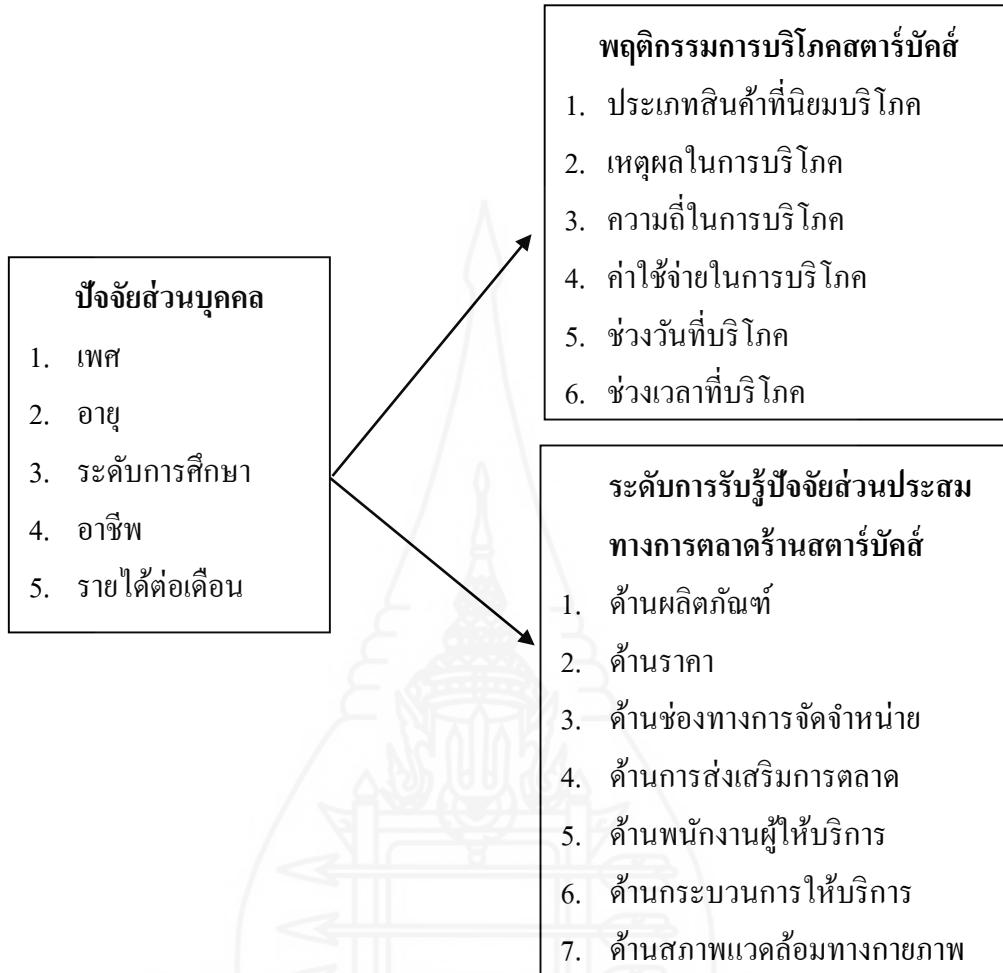 ปัจจัยส่วนบุคคล
1. เพศ
2. อายุ
3. ระดับการศึกษา
4. อาชีพ
5. รายได้ต่อเดือน
พฤติกรรมการบริโภคสตาร์บัคส์
1. ประเภทสินค้าที่นิยมบริโภค
2. เหตุผลในการบริโภค
3. ความถี่ในการบริโภค
4. ค่าใช้จ่ายในการบริโภค
5. ช่วงวันที่บริโภค
6. ช่วงเวลาที่บริโภค
ระดับการรับรู้ปัจจัยส่วนประสม
ทางการตลาดร้านสตาร์บัคส์
1. ด้านผลิตภัณฑ์
2. ด้านราคา
3. ด้านช่องทางการจัดจำหน่าย
4. ด้านการส่งเสริมการตลาด
5. ด้านพนักงานผู้ให้บริการ
6. ด้านกระบวนการให้บริการ
7. ด้านสภาพแวดล้อมทางกายภาพ